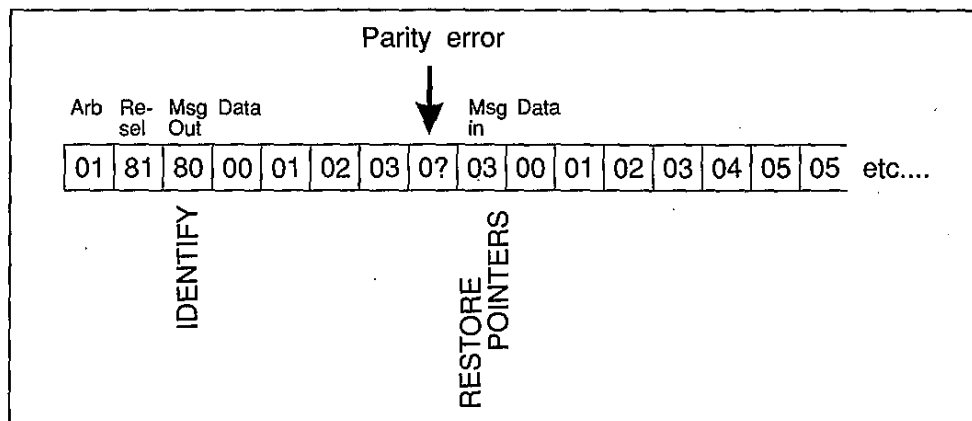 Parity error
Arb Re- Msg Data Msg Data
sel Out in
01 81 80 00 01 02 03 0? 03 00 01 02 03 04 05 05 etc....
IDENTIFY
RESTORE
POINTERS